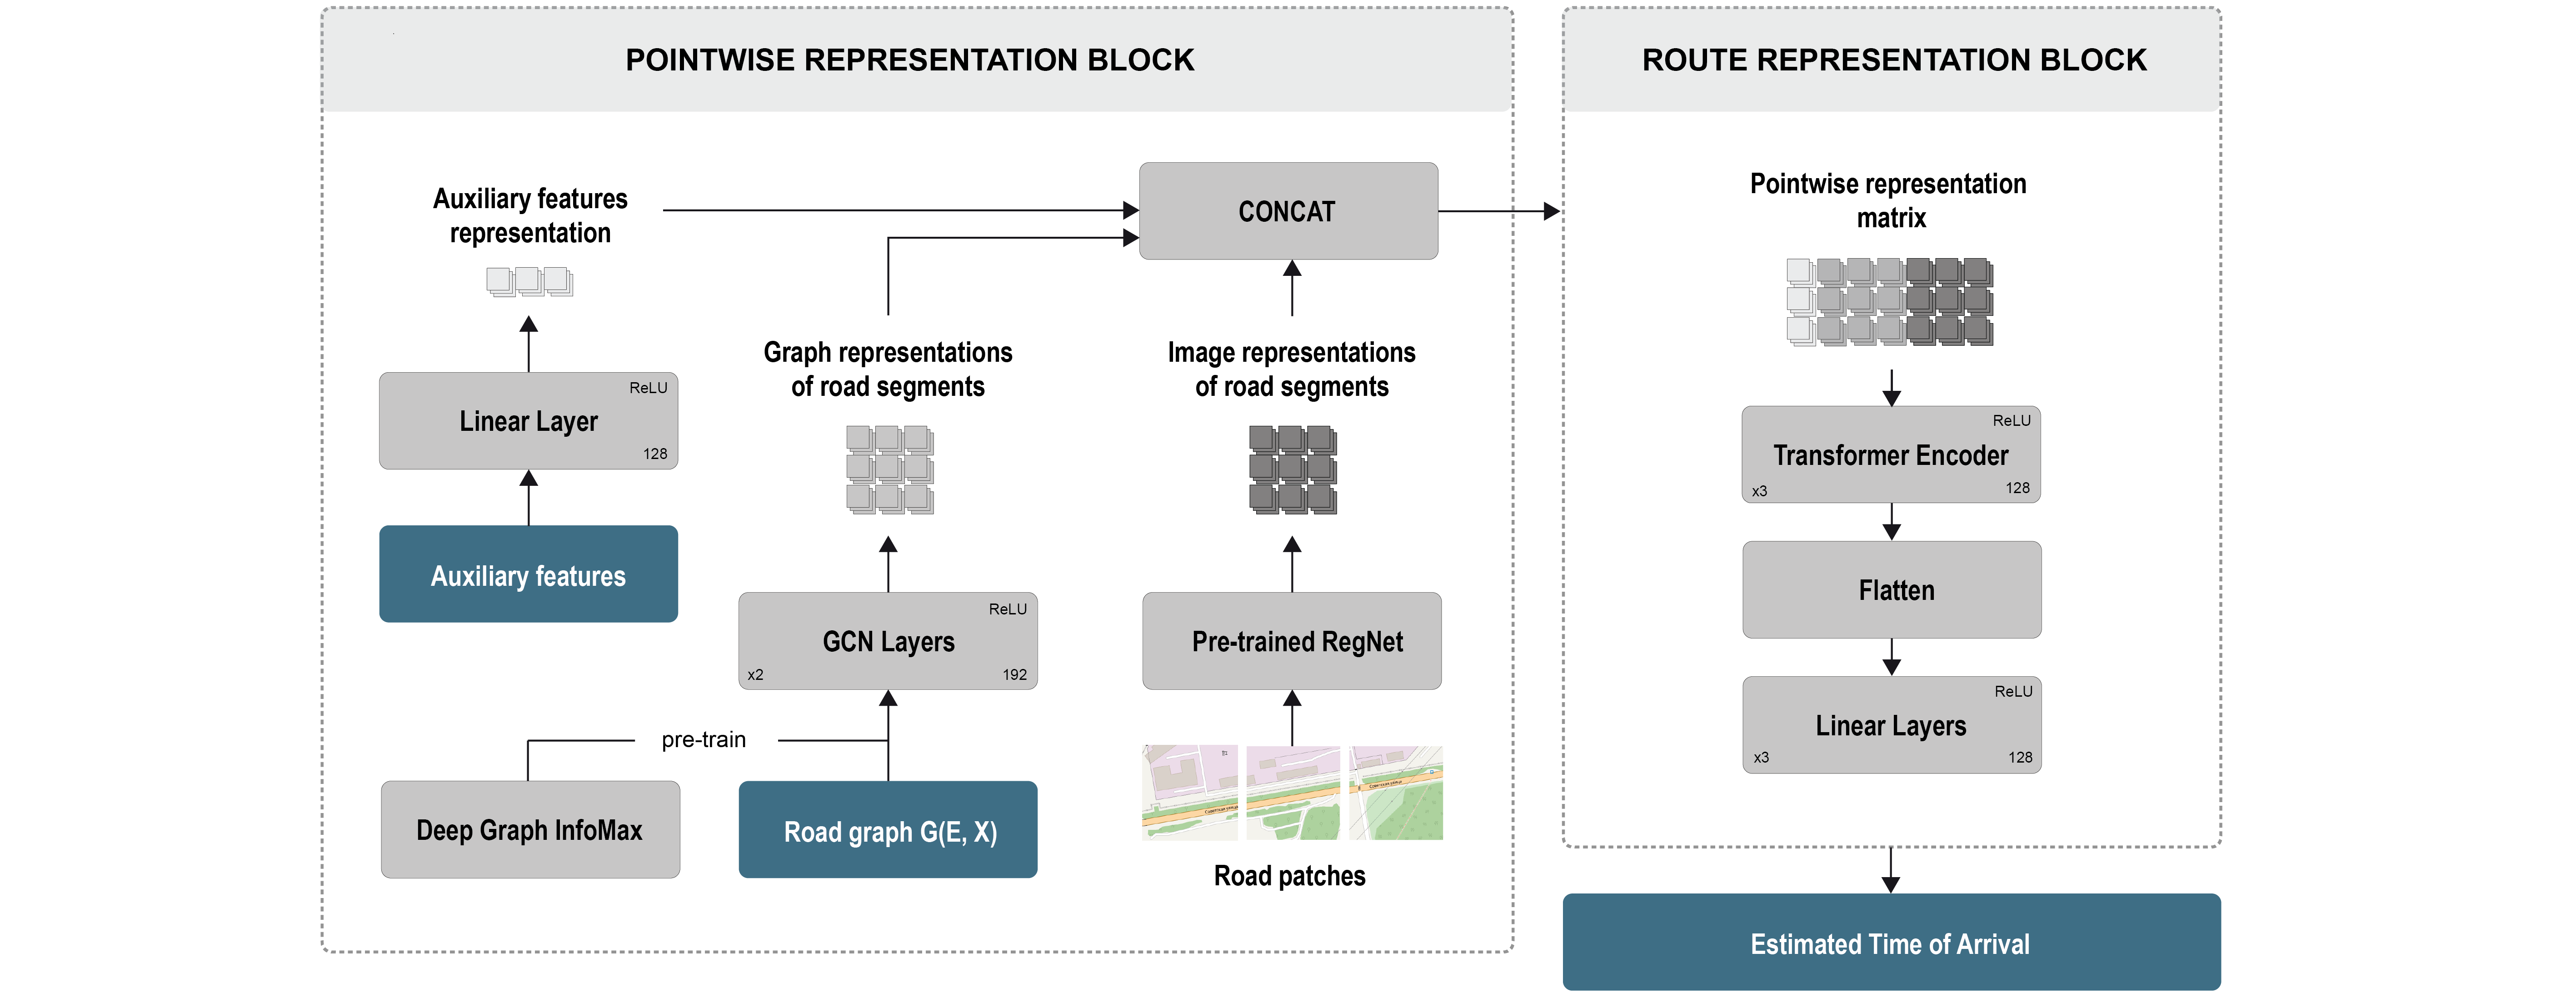 POINTWISE REPRESENTATION BLOCK
Auxiliary features
representation
ReLU
Linear Layer
128
Auxiliary features
Deep Graph InfoMax
pre-train
Graph representations
of road segments
ReLU
GCN Layers
x2
192
Road graph G(E, X)
CONCAT
Image representations
of road segments
Pre-trained RegNet
Road patches
ROUTE REPRESENTATION BLOCK
Pointwise representation
matrix
ReLU
Transformer Encoder
x3
128
Flatten
ReLU
Linear Layers
x3
128
Estimated Time of Arrival